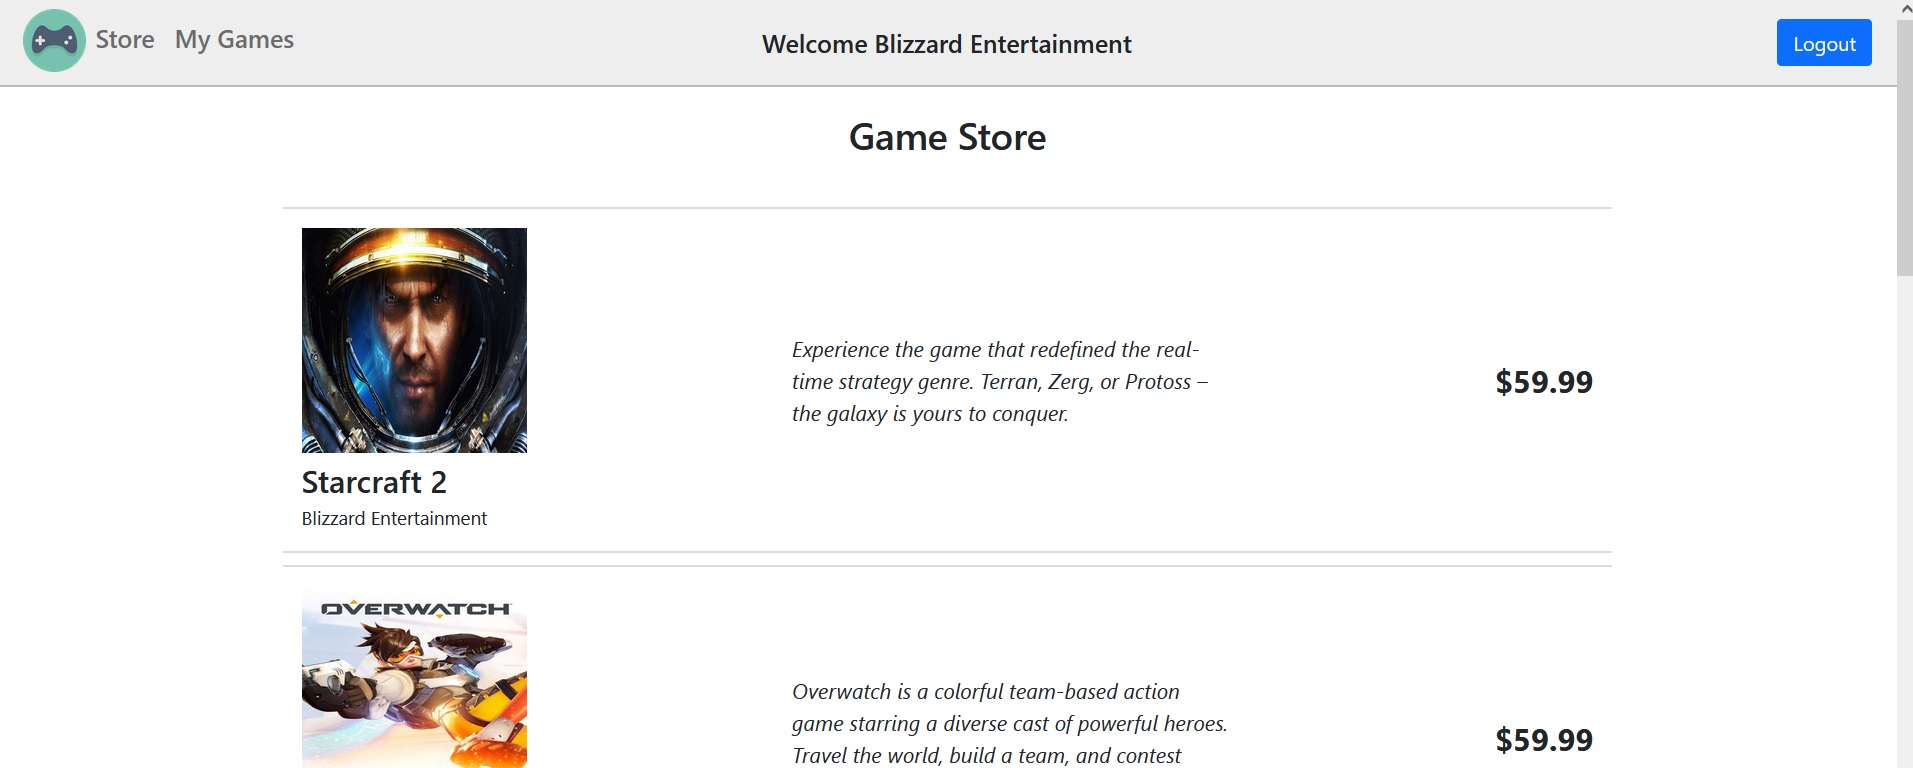 Store My Games
Welcome Blizzard Entertainment
Logout
Game Store
Experience the game that redefined the real-
time strategy genre. Terran, Zerg, or Protoss –
the galaxy is yours to conquer.
$59.99
Starcraft 2
Blizzard Entertainment
OVERWATCH
Overwatch is a colorful team-based action
game starring a diverse cast of powerful heroes.
Travel the world, build a team, and contest
$59.99